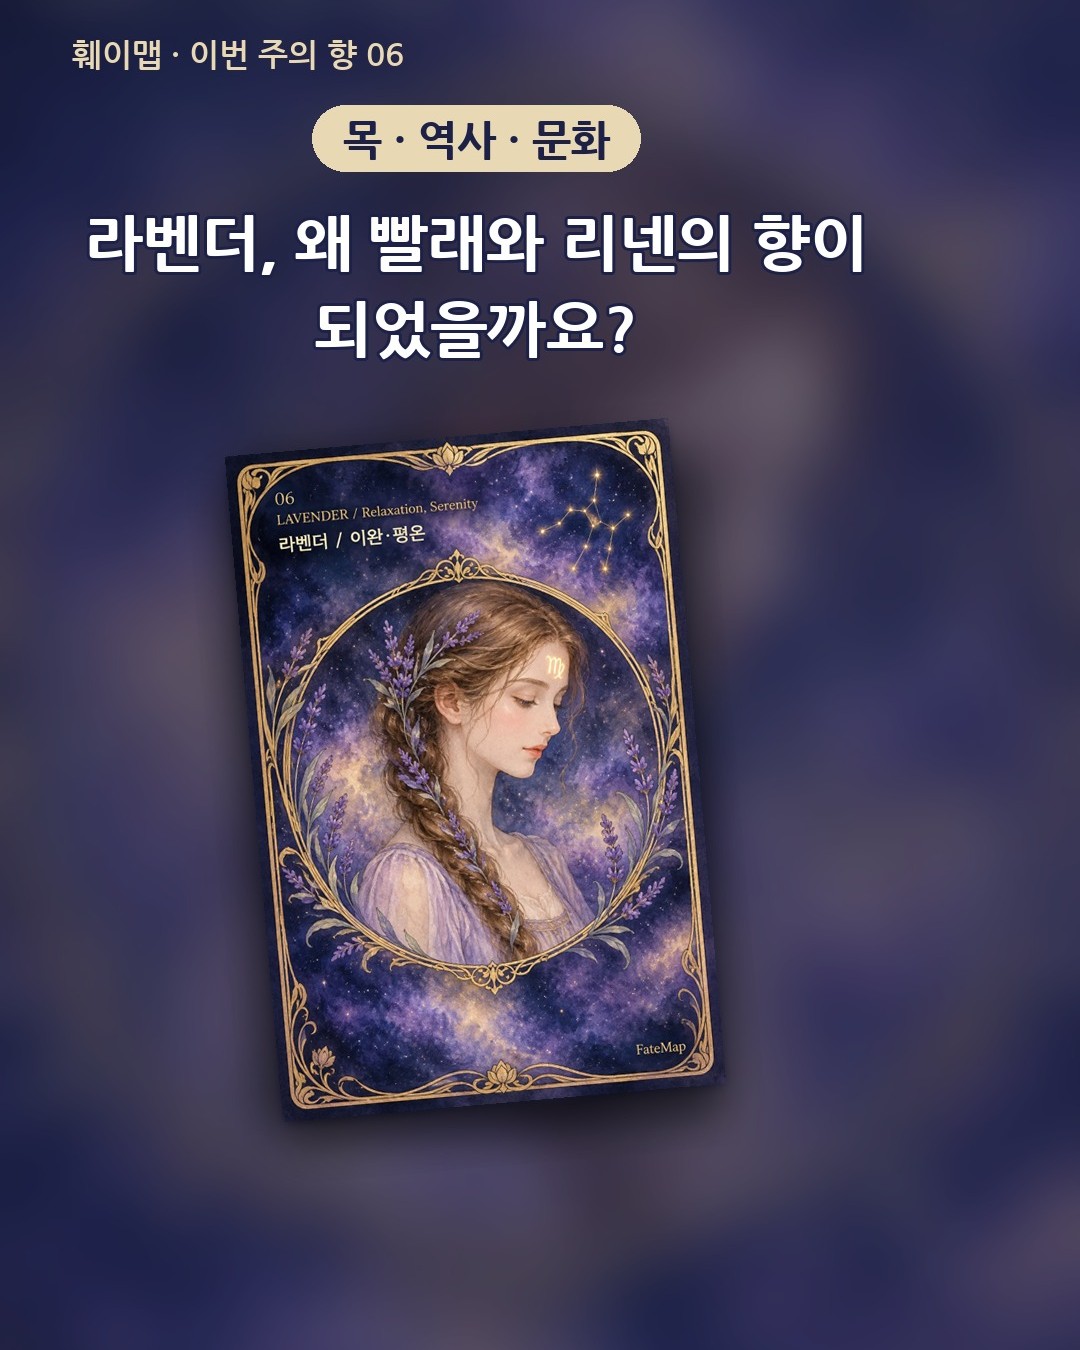 훼이맵 · 이번 주의 향 06
목 · 역사 · 문화
라벤더, 왜 빨래와 리넨의 향이
되었을까요?
06
LAVENDER / Relaxation, Serenity
라벤더 / 이완·평온
♍
FateMap